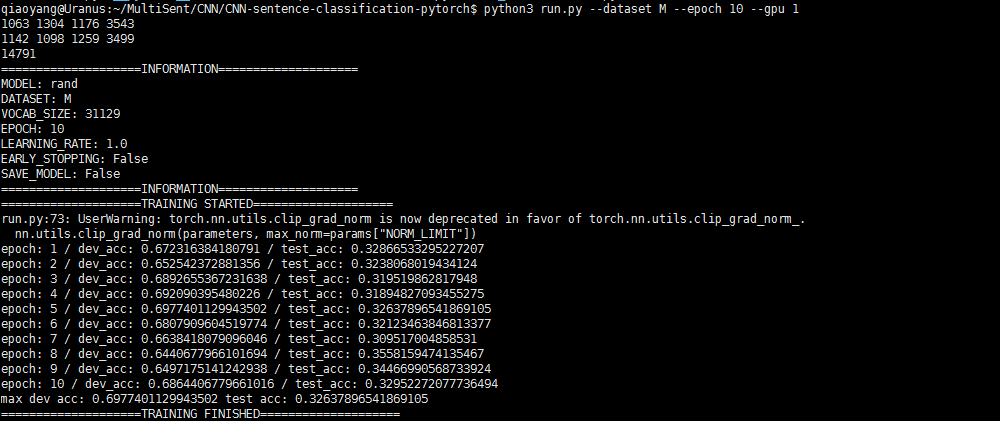 qiaoyang@Uranus:~/MultiSent/CNN/CNN-sentence-classification-pytorch$ python3 run.py --dataset M --epoch 10 --gpu 1
1063 1304 1176 3543
1142 1098 1259 3499
14791
====================INFORMATION====================
MODEL: rand
DATASET: M
VOCAB_SIZE: 31129
EPOCH: 10
LEARNING_RATE: 1.0
EARLY_STOPPING: False
SAVE_MODEL: False
====================INFORMATION====================
====================TRAINING STARTED====================
run.py:73: UserWarning: torch.nn.utils.clip_grad_norm is now deprecated in favor of torch.nn.utils.clip_grad_norm_.
  nn.utils.clip_grad_norm(parameters, max_norm=params["NORM_LIMIT"])
epoch: 1 / dev_acc: 0.672316384180791 / test_acc: 0.32866533295227207
epoch: 2 / dev_acc: 0.652542372881356 / test_acc: 0.3238068019434124
epoch: 3 / dev_acc: 0.6892655367231638 / test_acc: 0.319519862817948
epoch: 4 / dev_acc: 0.692090395480226 / test_acc: 0.31894827093455275
epoch: 5 / dev_acc: 0.6977401129943502 / test_acc: 0.32637896541869105
epoch: 6 / dev_acc: 0.6807909604519774 / test_acc: 0.32123463846813377
epoch: 7 / dev_acc: 0.6638418079096046 / test_acc: 0.309517004858531
epoch: 8 / dev_acc: 0.6440677966101694 / test_acc: 0.3558159474135467
epoch: 9 / dev_acc: 0.6497175141242938 / test_acc: 0.34466990568733924
epoch: 10 / dev_acc: 0.6864406779661016 / test_acc: 0.32952272077736494
max dev acc: 0.6977401129943502 test acc: 0.32637896541869105
====================TRAINING FINISHED====================